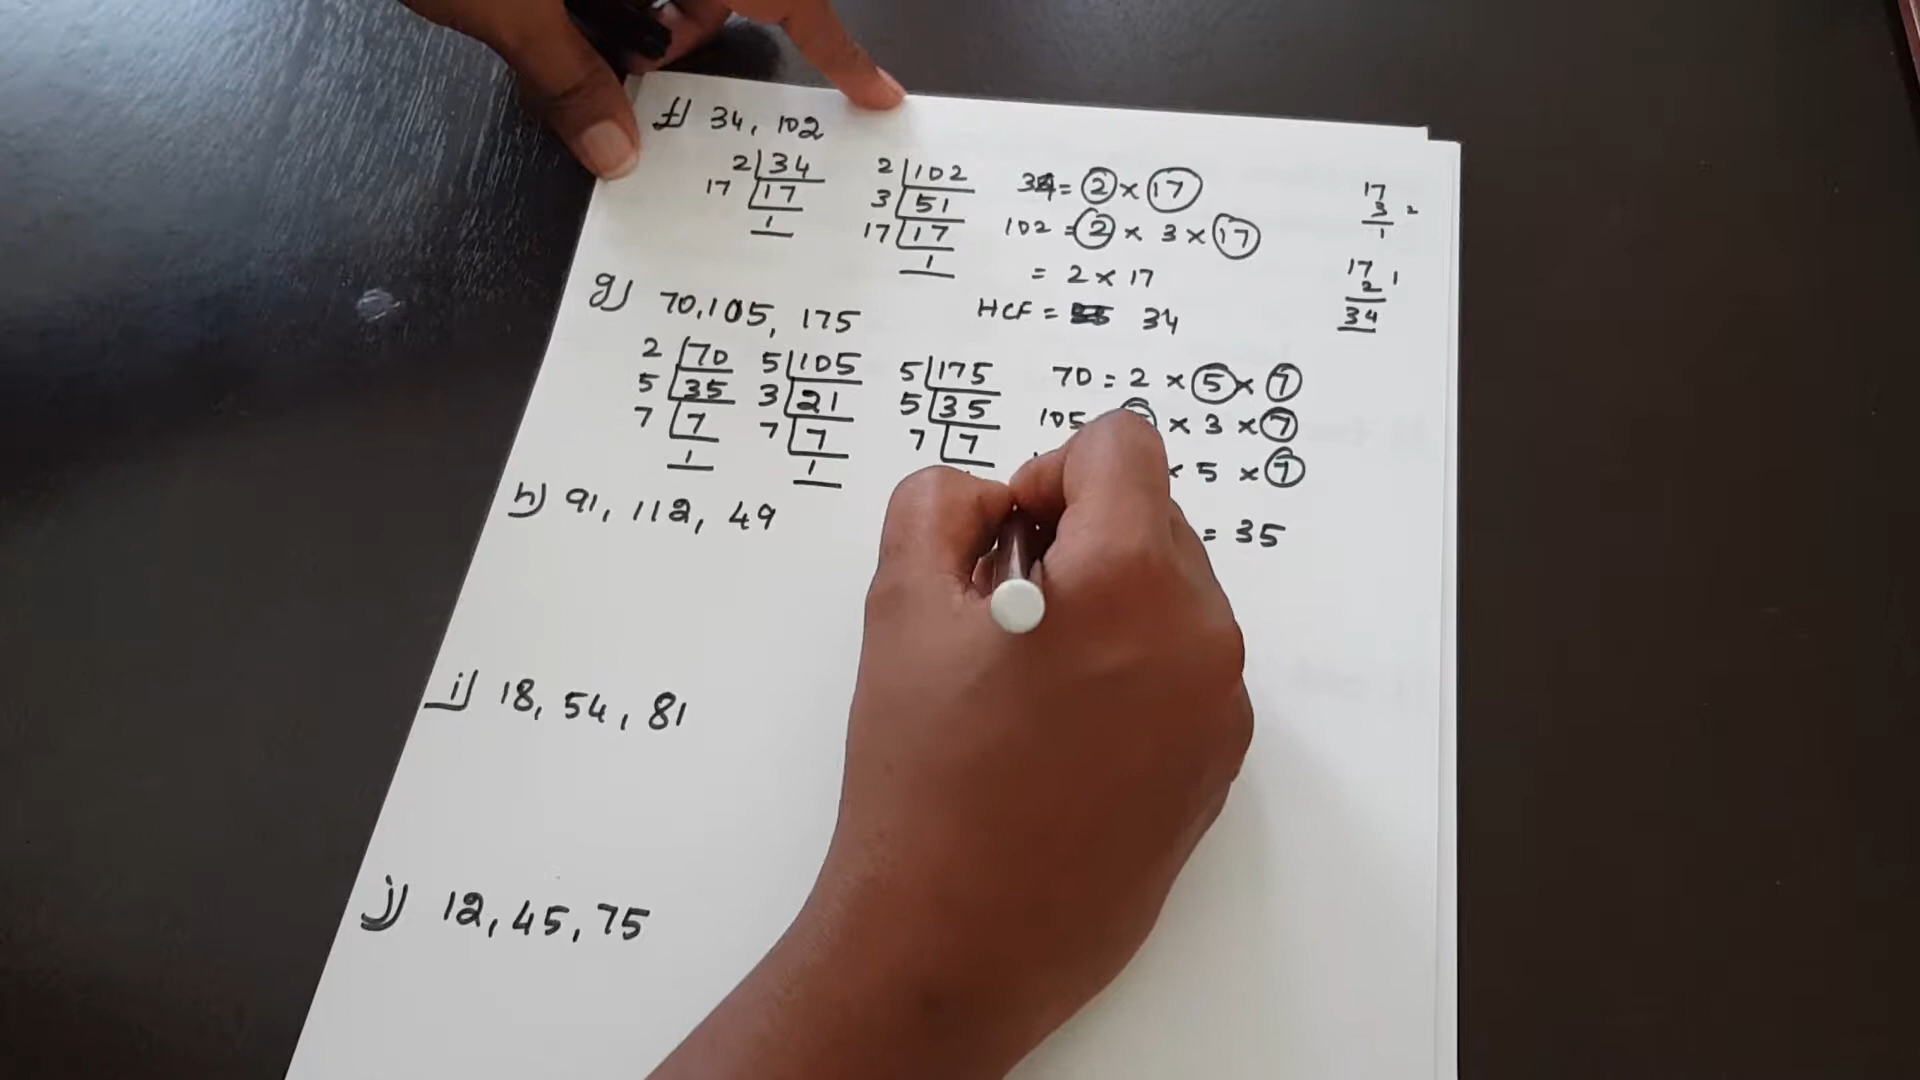 f) 34, 102
2 34
17 17
1
2 102
3 51
17 17
1
34 = 2 × 17
102 = 2 × 3 × 17
= 2 × 17
HCF = 34
17
3 2
1
17
2 1
34
g) 70, 105, 175
2 70
5 35
7 7
1
5 105
3 21
7 7
1
5 175
5 35
7 7
70 = 2 × 5 × 7
105 × 3 × 7
× 5 × 7
= 35
h) 91, 112, 49
i) 18, 54, 81
j) 12, 45, 75